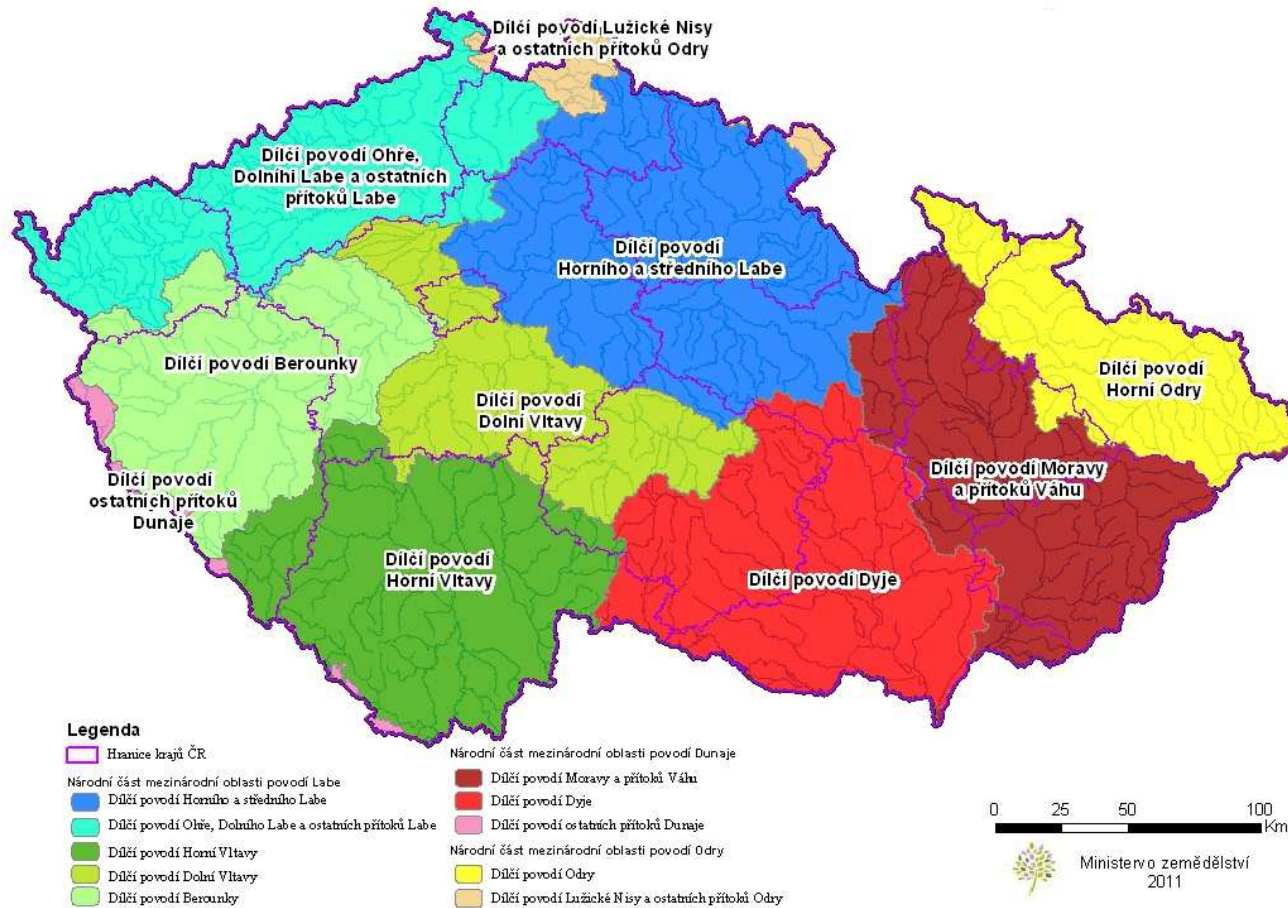 Dílčí povodí Lužické Nisy
a ostatních přítoků Odry
Dílčí povodí Ohře,
Dolníhi Labe a ostatních
přítoků Labe
Dílčí povodí
Horního a středního Labe
Dílčí povodí Berounky
Dílčí povodí
Dolní Vltavy
Dílčí povodí
Horní Odry
Dílčí povodí Moravy
a přítoků Váhu
Dílčí povodí
ostatních přítoků
Dunaje
Dílčí povodí
Horní Vltavy
Dílčí povodí Dyje
Legenda
Hranice krajů ČR
Národní část mezinárodní oblasti povodí Labe
Dílčí povodí Horního a středního Labe
Dílčí povodí Ohře, Dolního Labe a ostatních přítoků Labe
Dílčí povodí Horní Vltavy
Dílčí povodí Dolní Vltavy
Dílčí povodí Berounky
Národní část mezinárodní oblasti povodí Dunaje
Dílčí povodí Moravy a přítoků Váhu
Dílčí povodí Dyje
Dílčí povodí ostatních přítoků Dunaje
Národní část mezinárodní oblasti povodí Odry
Dílčí povodí Odry
Dílčí povodí Lužické Nisy a ostatních přítoků Odry
0 25 50 100
Km
Ministervo zemědělství
2011